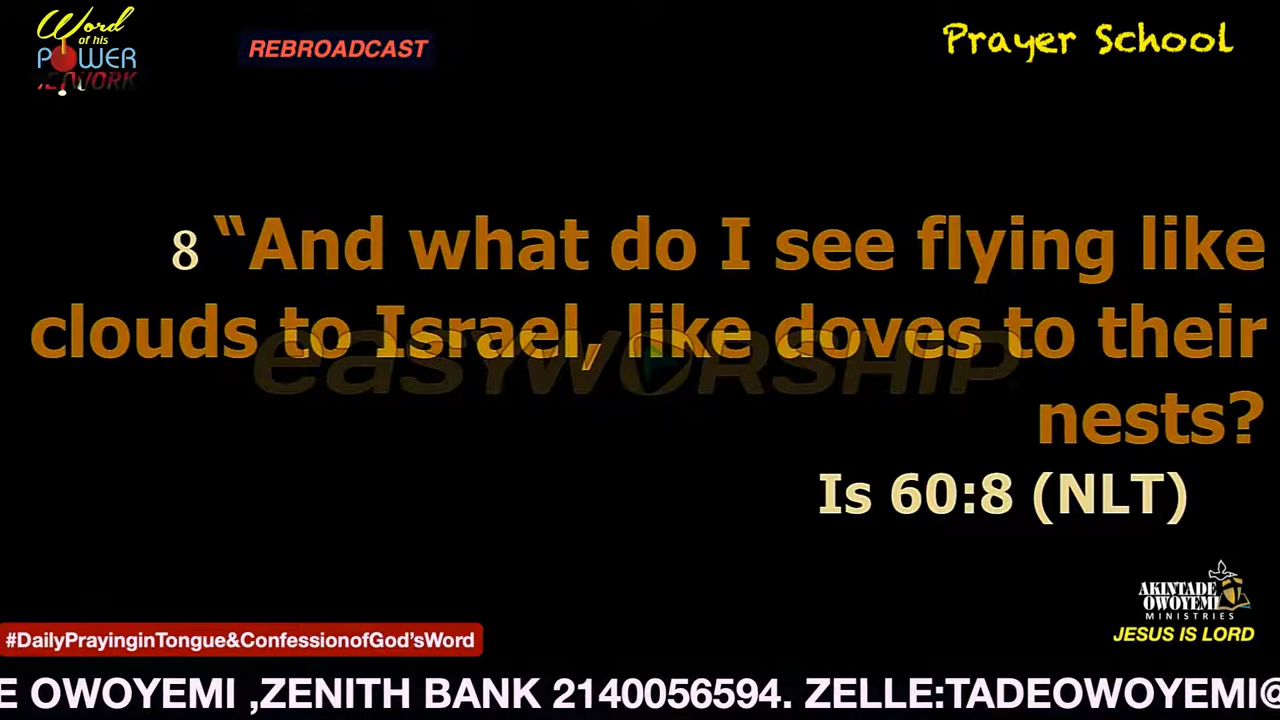 Word
of his
POWER
NETWORK
REBROADCAST
Prayer School
8 “And what do I see flying like
clouds to Israel, like doves to their
nests?
easyworship
Is 60:8 (NLT)
AKINTADE
OWOYEMI
MINISTRIES
JESUS IS LORD
#DailyPrayinginTongue&ConfessionofGod’sWord
E OWOYEMI ,ZENITH BANK 2140056594. ZELLE:TADEOWOYEMI@